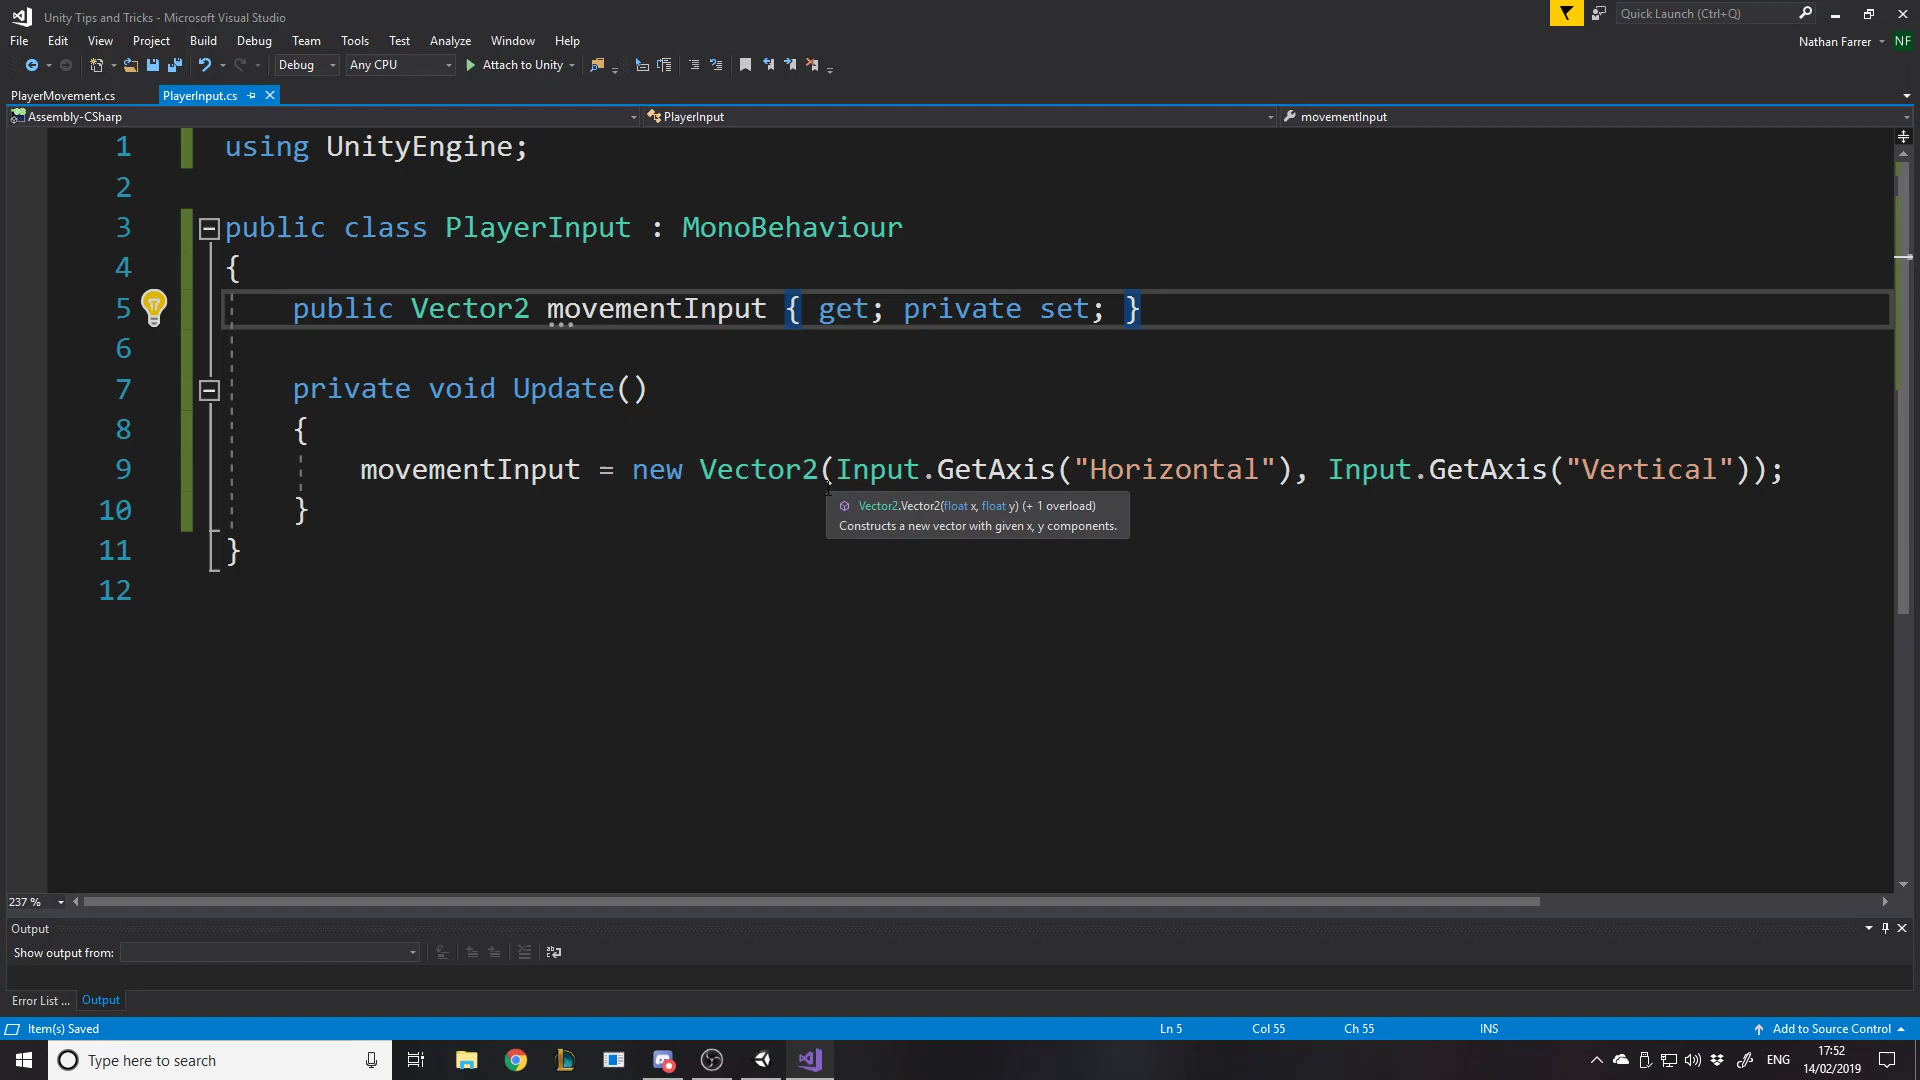 Unity Tips and Tricks - Microsoft Visual Studio
Quick Launch (Ctrl+Q)
File Edit View Project Build Debug Team Tools Test Analyze Window Help
Nathan Farrer NF
Debug Any CPU Attach to Unity
PlayerMovement.cs PlayerInput.cs
Assembly-CSharp PlayerInput movementInput
1 using UnityEngine;
2
3 public class PlayerInput : MonoBehaviour
4 {
5 public Vector2 movementInput { get; private set; }
6
7 private void Update()
8 {
9 movementInput = new Vector2(Input.GetAxis("Horizontal"), Input.GetAxis("Vertical"));
10 }
Vector2.Vector2(float x, float y) (+ 1 overload)
Constructs a new vector with given x, y components.
11 }
12
237 %
Output
Show output from:
Error List ... Output
Item(s) Saved Ln 5 Col 55 Ch 55 INS Add to Source Control
Type here to search
ENG 17:52
14/02/2019